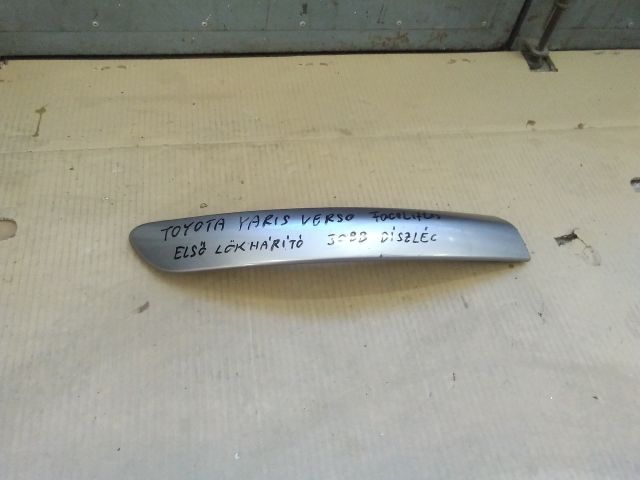 TOYOTA YARIS VERSO
ELSŐ LÖKHÁRÍTÓ JOBB DÍSZLÉC